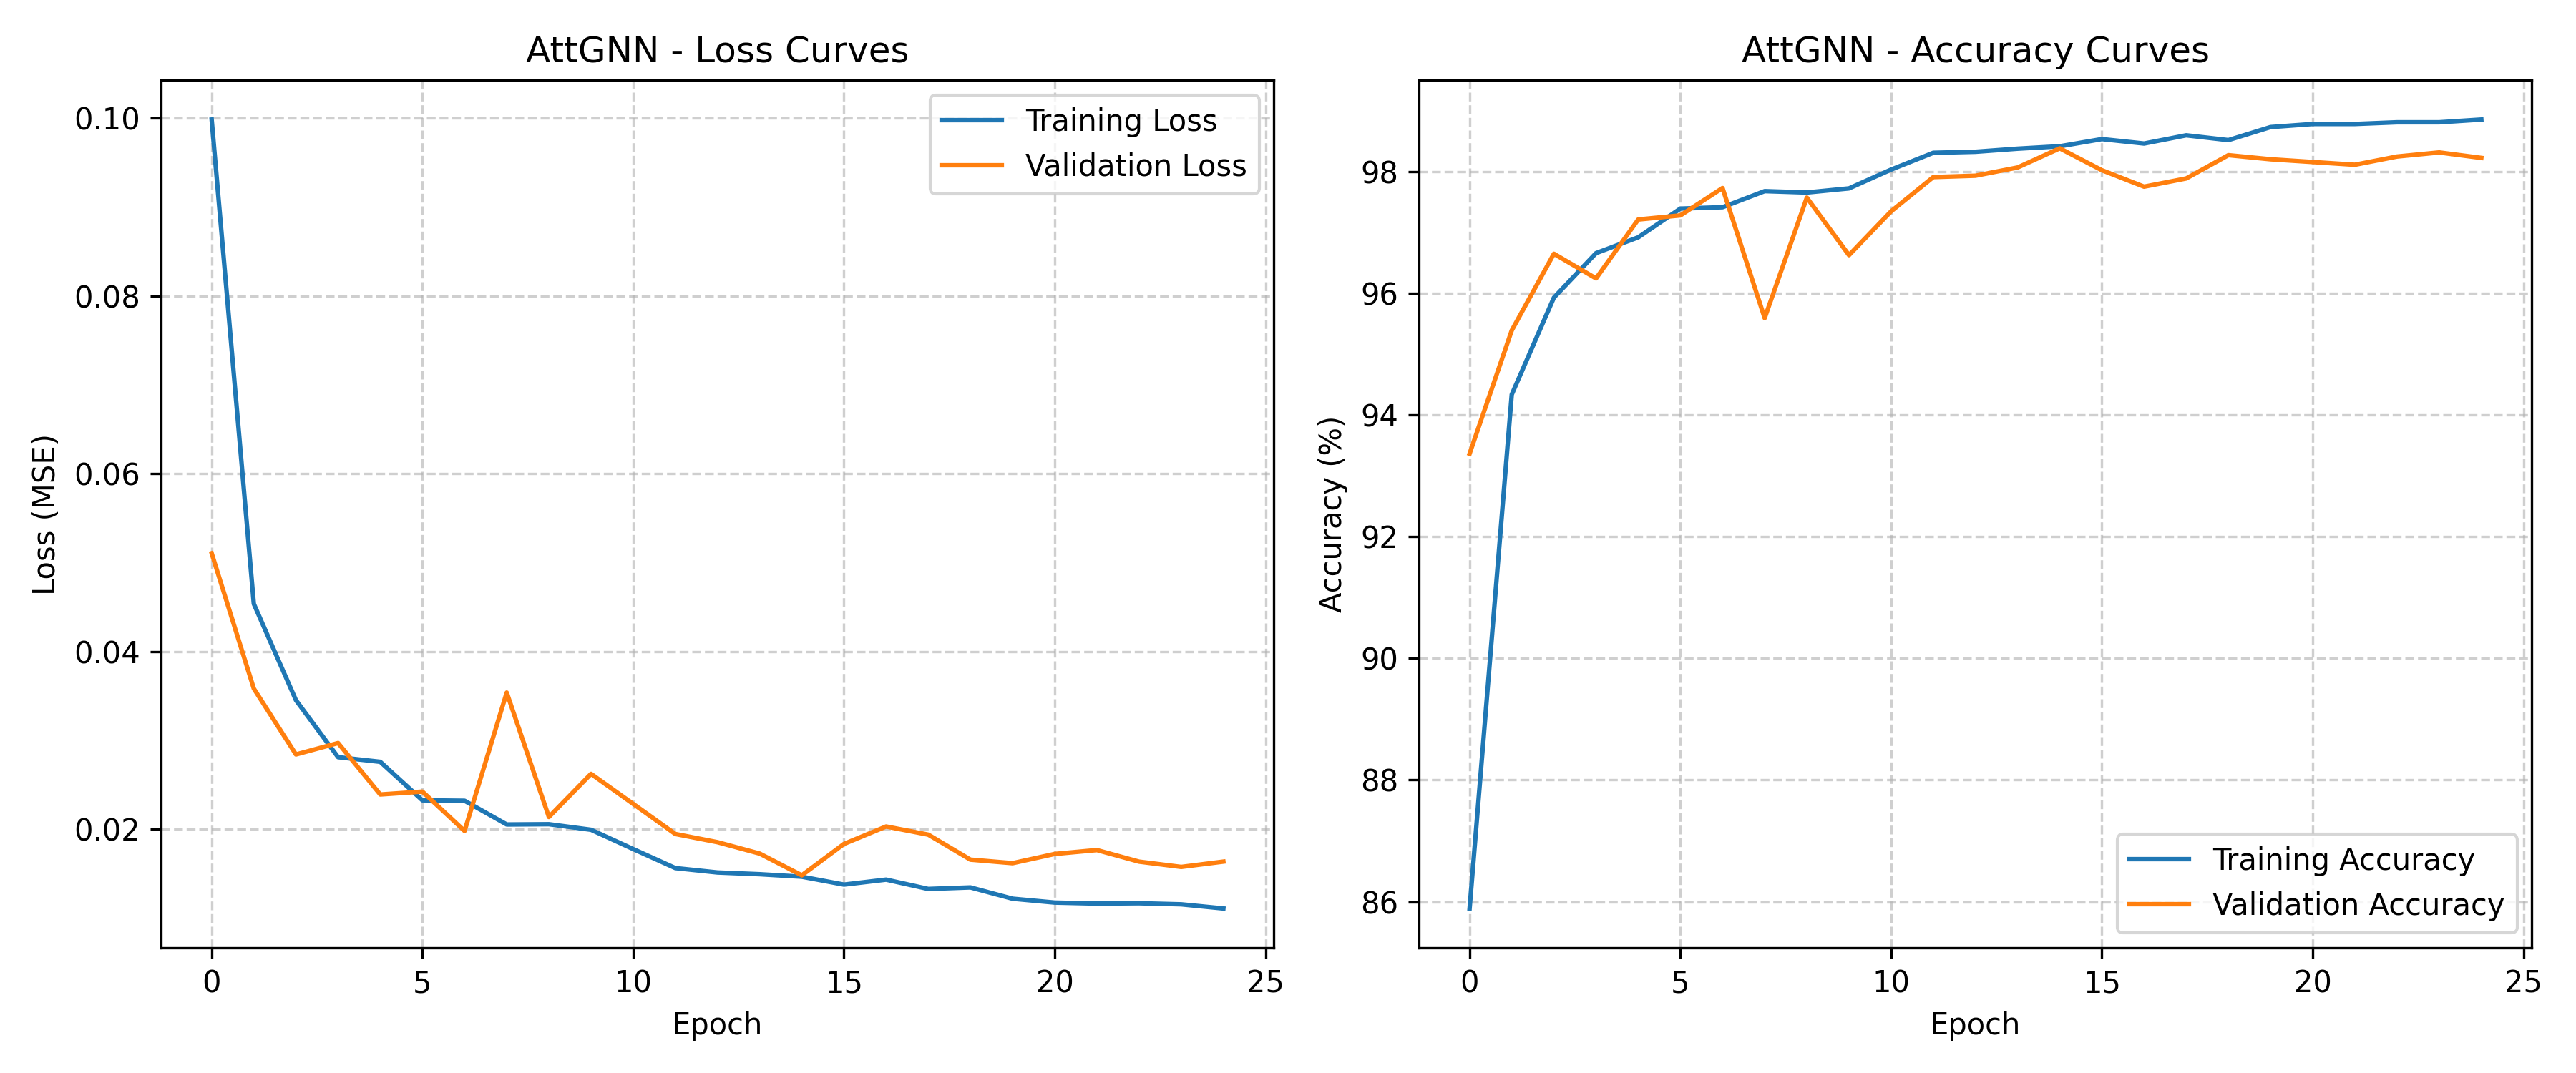 AttGNN - Loss Curves
Loss (MSE)
0.10
0.08
0.06
0.04
0.02
Training Loss
Validation Loss
0 5 10 15 20 25
Epoch
AttGNN - Accuracy Curves
Accuracy (%)
98
96
94
92
90
88
86
Training Accuracy
Validation Accuracy
0 5 10 15 20 25
Epoch